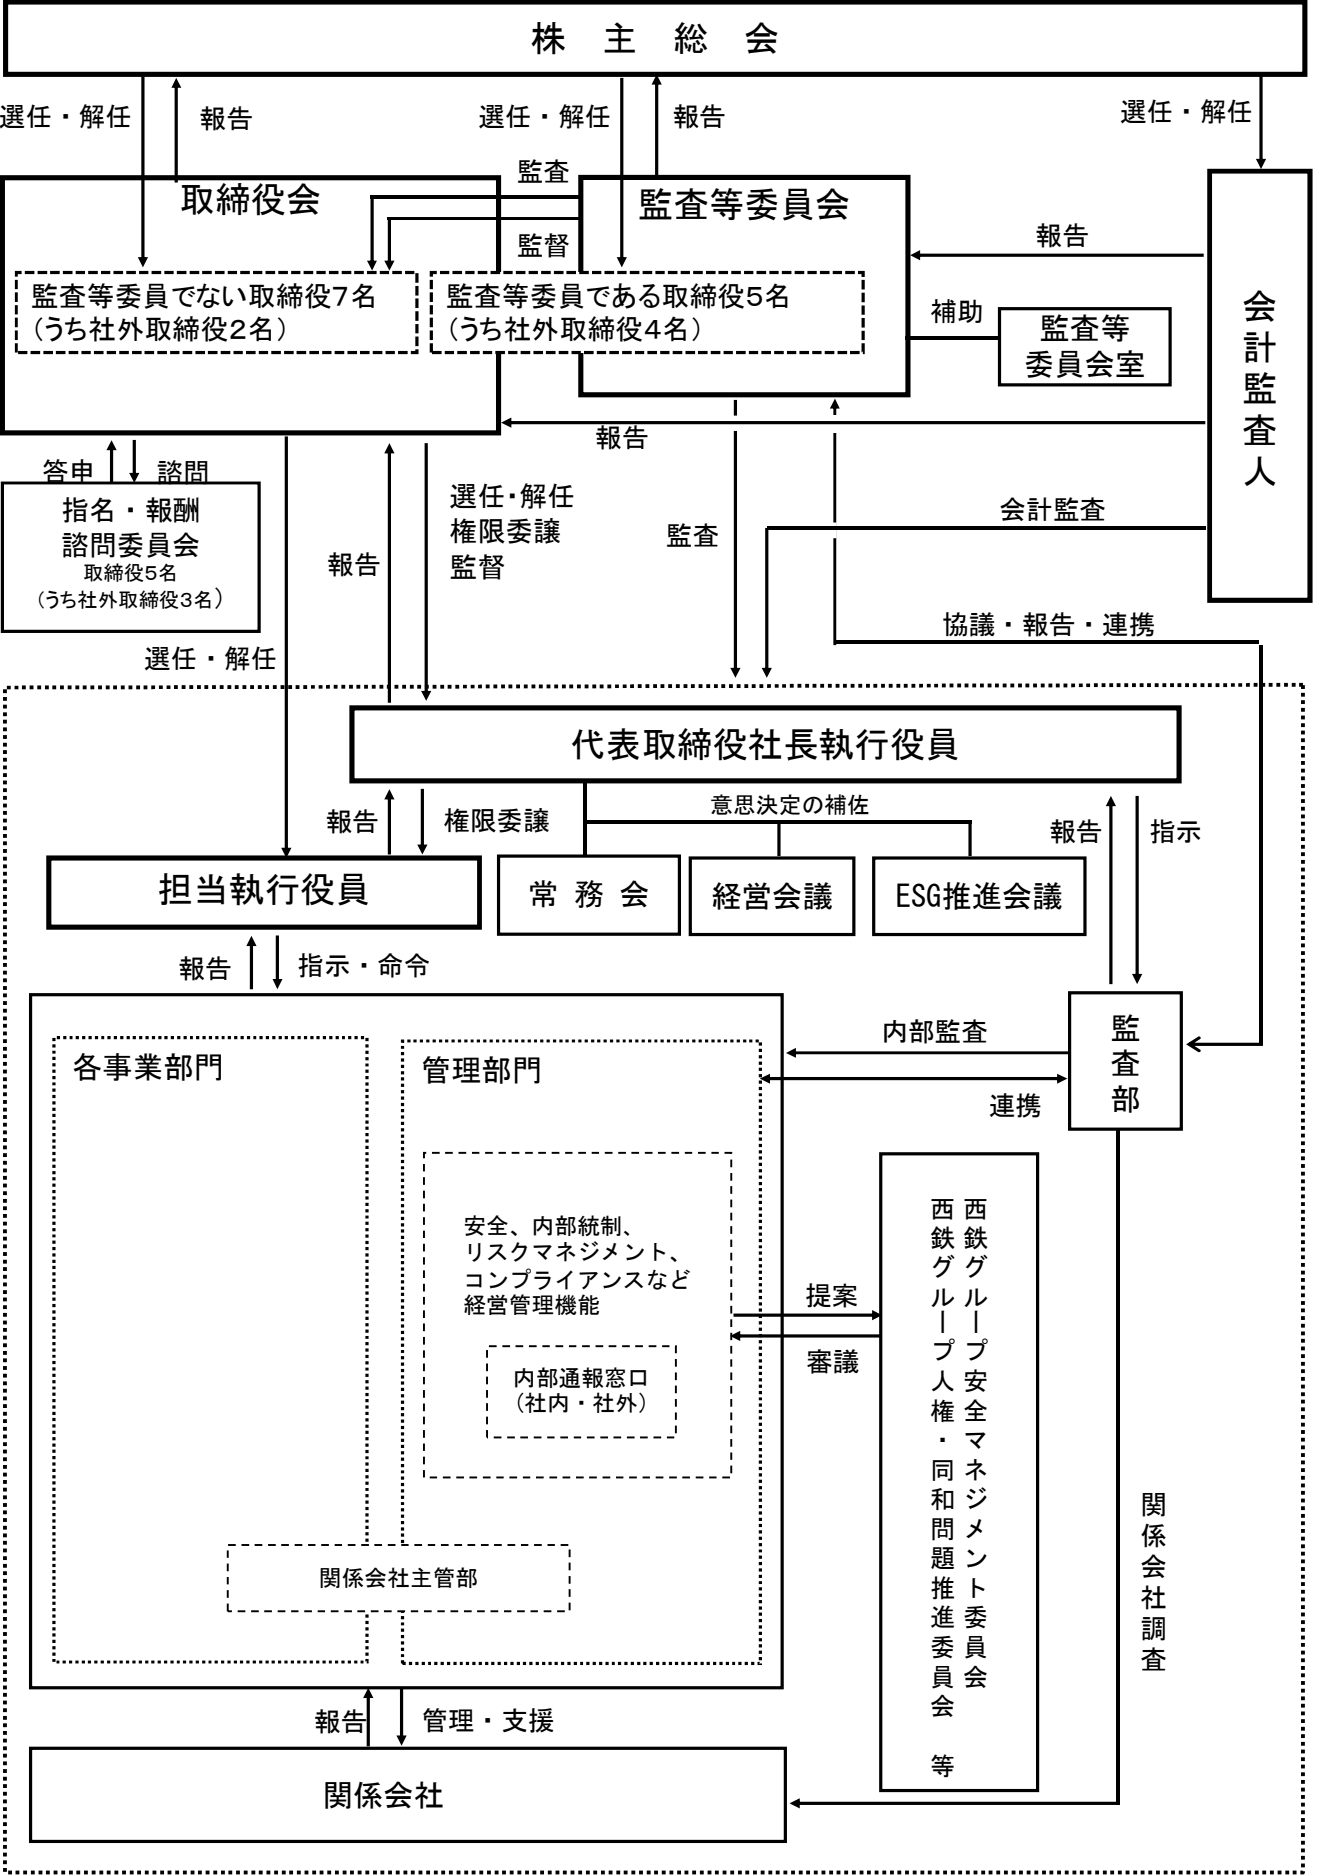 株 主 総 会
選任・解任
報告
選任・解任
報告
選任・解任
取締役会
監査
監督
監査等委員会
監査等委員でない取締役7名
（うち社外取締役2名）
監査等委員である取締役5名
（うち社外取締役4名）
報告
補助
監査等
委員会室
会計監査人
報告
答申
諮問
指名・報酬
諮問委員会
取締役5名
（うち社外取締役3名）
選任・解任
報告
選任・解任
権限委譲
監督
監査
会計監査
協議・報告・連携
代表取締役社長執行役員
報告
権限委譲
意思決定の補佐
報告
指示
担当執行役員
常 務 会
経営会議
ESG推進会議
報告
指示・命令
各事業部門
管理部門
内部監査
連携
監査部
安全、内部統制、
リスクマネジメント、
コンプライアンスなど
経営管理機能
内部通報窓口
（社内・社外）
提案
審議
西鉄グループ安全マネジメント委員会
西鉄グループ人権・同和問題推進委員会 等
関係会社調査
関係会社主管部
報告
管理・支援
関係会社